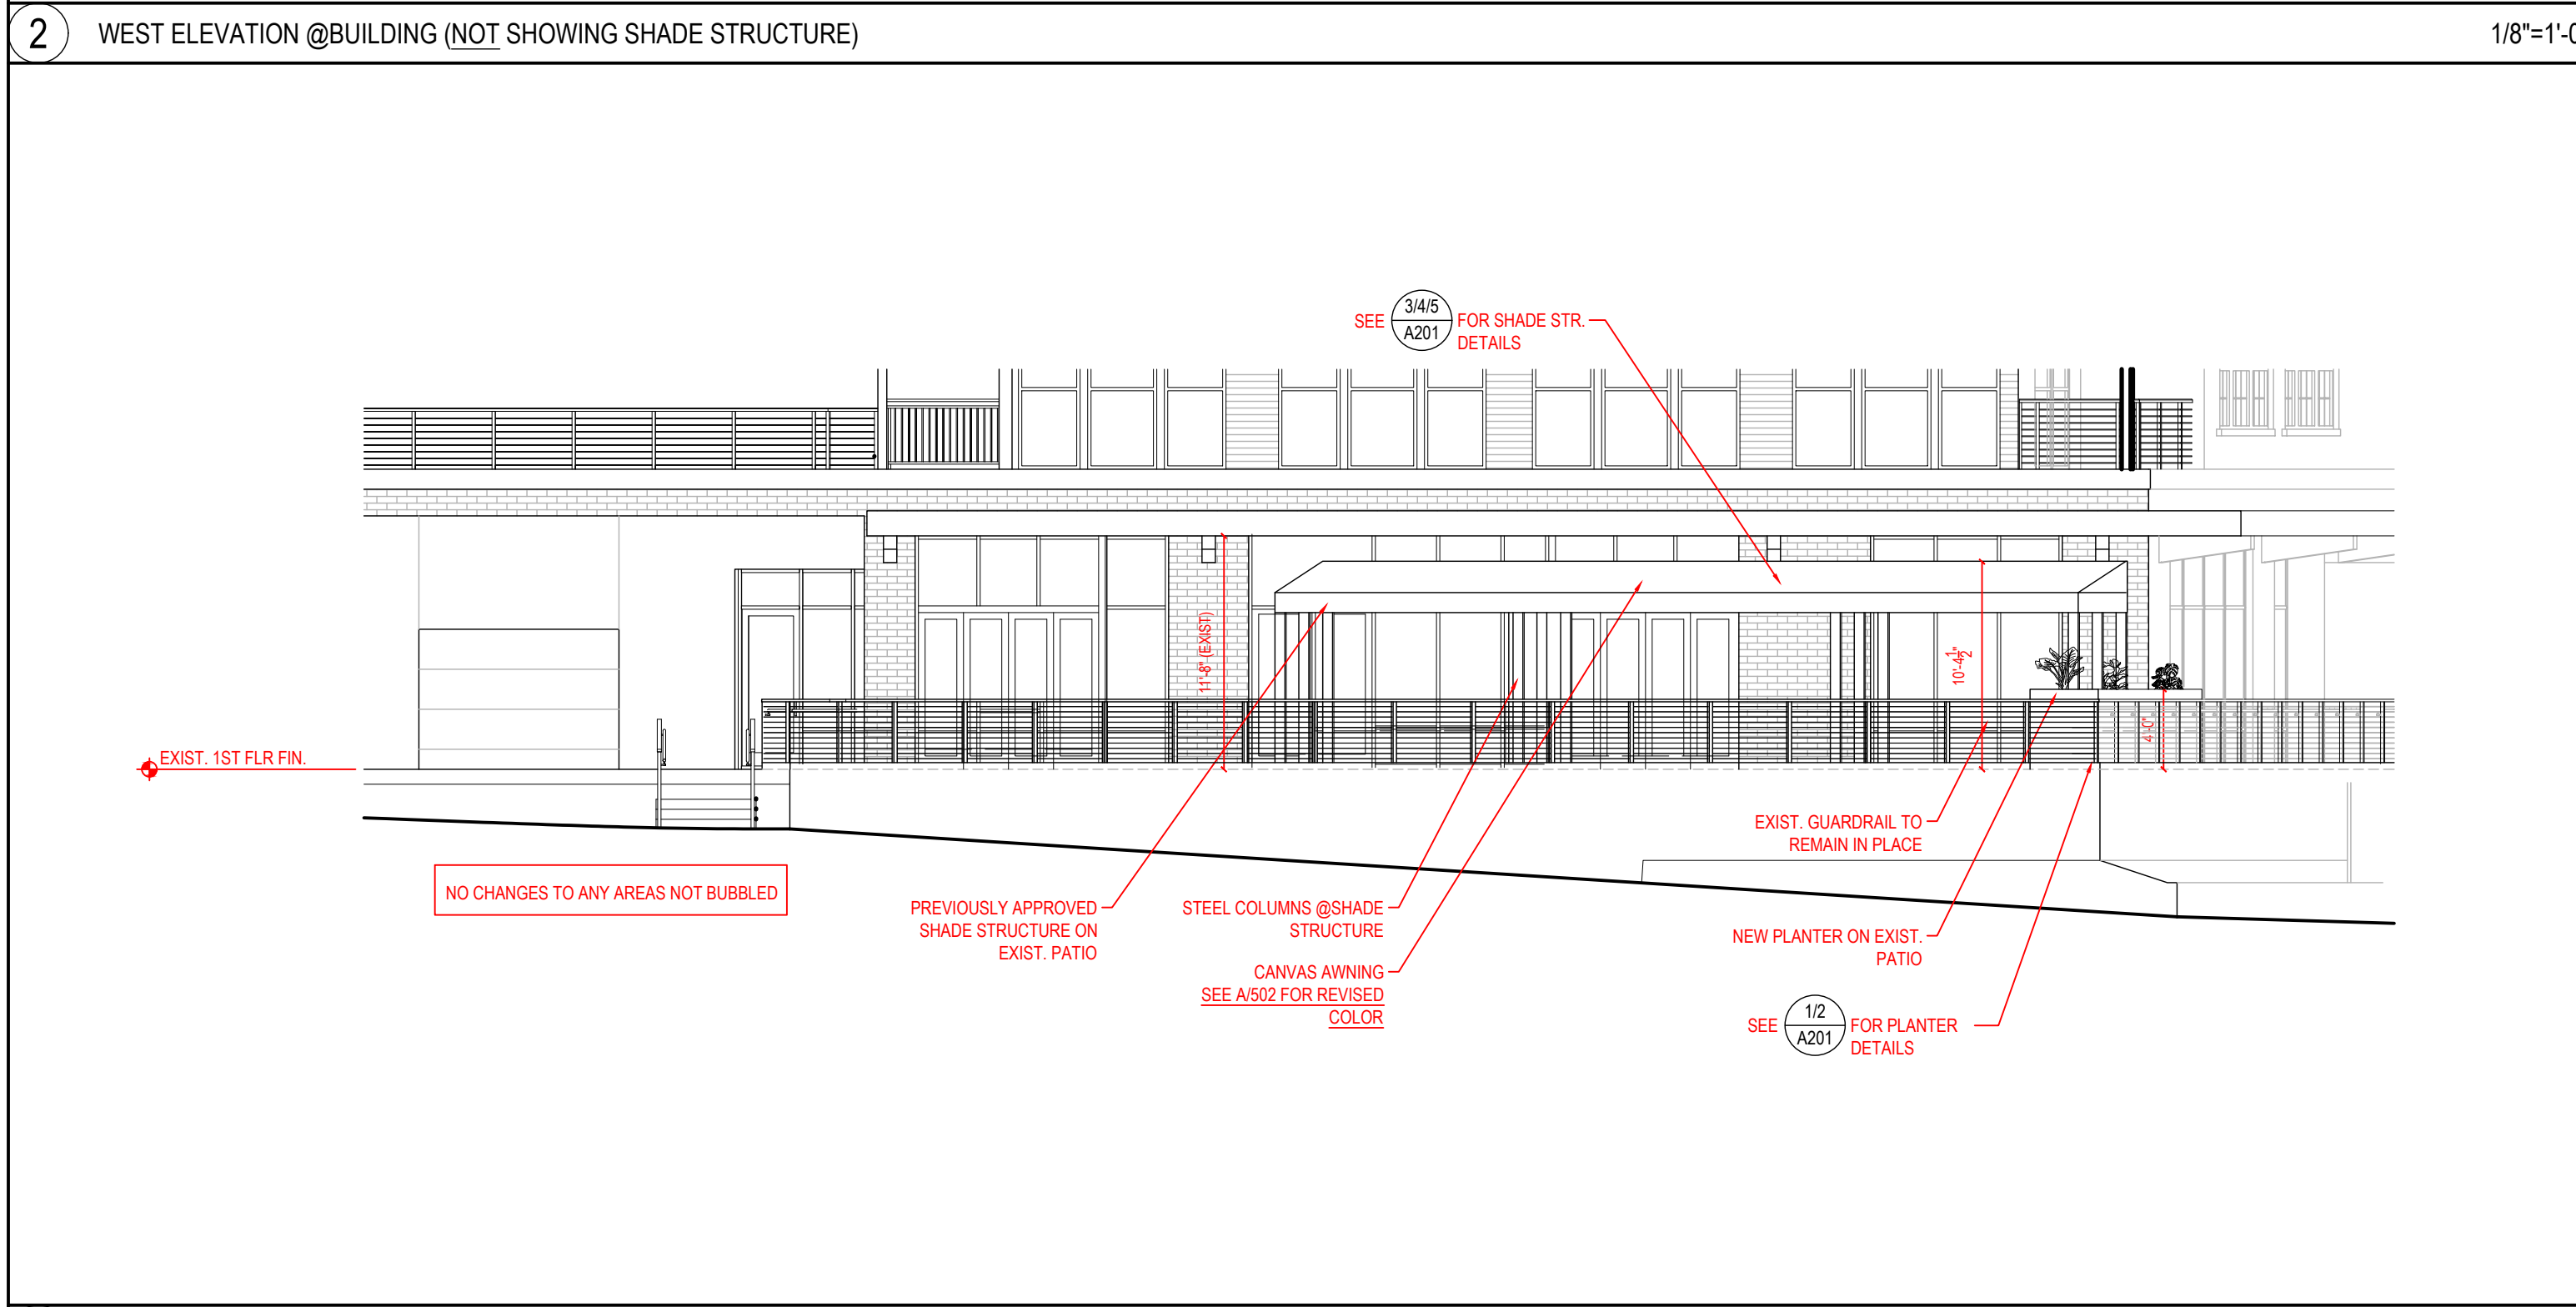 2
WEST ELEVATION @BUILDING (NOT SHOWING SHADE STRUCTURE)
1/8"=1'-0
3/4/5
SEE
FOR SHADE STR.
A201
DETAILS
11'-8" (EXIST)
10'-4 1/2"
4'-0"
EXIST. 1ST FLR FIN.
EXIST. GUARDRAIL TO
REMAIN IN PLACE
NO CHANGES TO ANY AREAS NOT BUBBLED
PREVIOUSLY APPROVED
SHADE STRUCTURE ON
EXIST. PATIO
STEEL COLUMNS @SHADE
STRUCTURE
CANVAS AWNING
SEE A/502 FOR REVISED
COLOR
NEW PLANTER ON EXIST.
PATIO
1/2
SEE
FOR PLANTER
A201
DETAILS